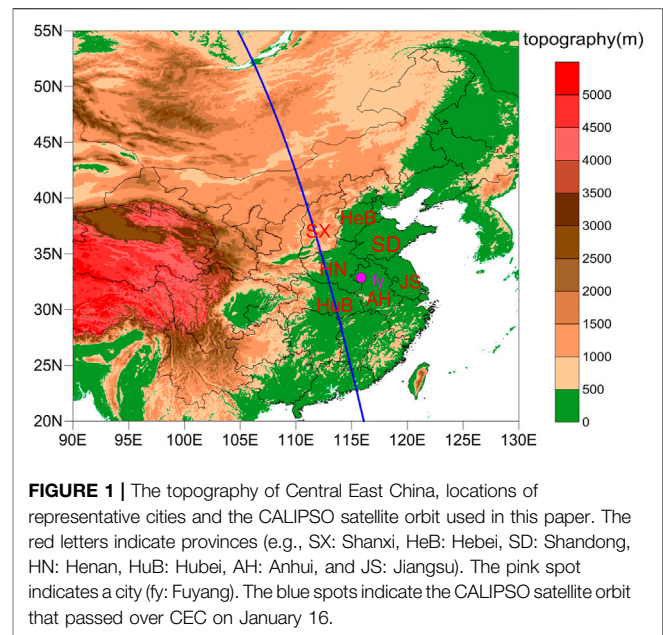 topography(m)
55N
50N
45N
40N
35N
30N
25N
20N
90E 95E 100E 105E 110E 115E 120E 125E 130E
5000
4500
4000
3500
3000
2500
2000
1500
1000
500
0
HeB
SX
SD
HN
fy
JS
HuB
AH
FIGURE 1 | The topography of Central East China, locations of
representative cities and the CALIPSO satellite orbit used in this paper. The
red letters indicate provinces (e.g., SX: Shanxi, HeB: Hebei, SD: Shandong,
HN: Henan, HuB: Hubei, AH: Anhui, and JS: Jiangsu). The pink spot
indicates a city (fy: Fuyang). The blue spots indicate the CALIPSO satellite orbit
that passed over CEC on January 16.